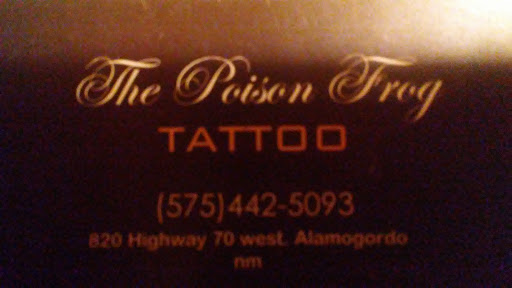 The Poison Frog
TATTOO
(575)442-5093
820 Highway 70 west. Alamogordo
nm